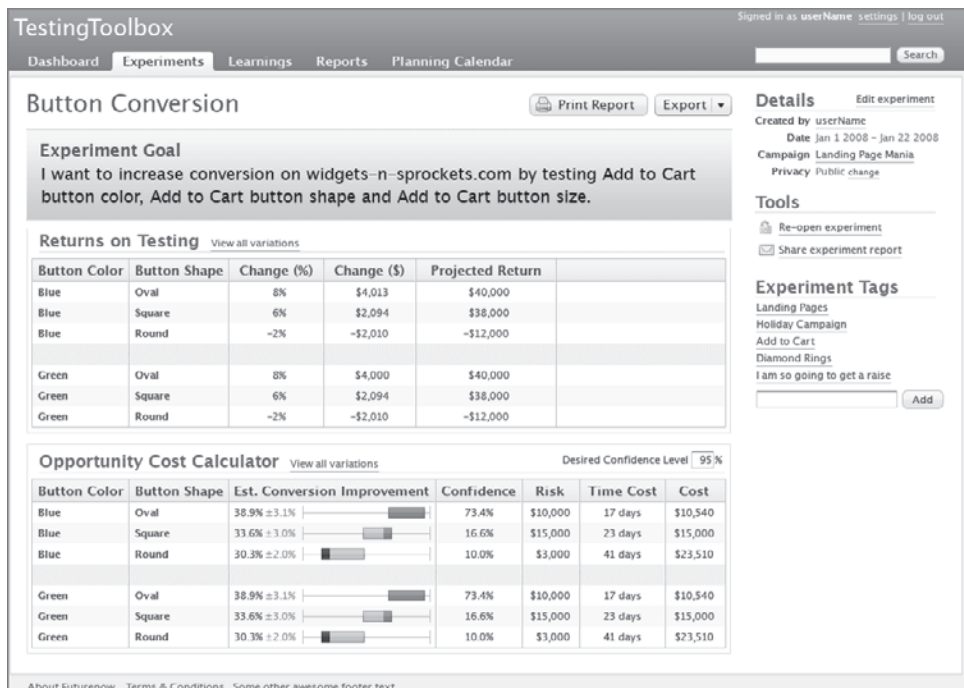 Signed in as userName settings | log out
TestingToolbox
Dashboard Experiments Learnings Reports Planning Calendar
Search
Button Conversion
Print Report
Export
Experiment Goal
I want to increase conversion on widgets-n-sprockets.com by testing Add to Cart
button color, Add to Cart button shape and Add to Cart button size.
Returns on Testing View all variations
Button Color Button Shape Change (%) Change ($) Projected Return
Blue Oval 8% $4,013 $40,000
Blue Square 6% $2,094 $38,000
Blue Round -2% -$2,010 -$12,000
Green Oval 8% $4,000 $40,000
Green Square 6% $2,094 $38,000
Green Round -2% -$2,010 -$12,000
Opportunity Cost Calculator View all variations
Desired Confidence Level 95 %
Button Color Button Shape Est. Conversion Improvement Confidence Risk Time Cost Cost
Blue Oval 38.9% ±3.1% 73.4% $10,000 17 days $10,540
Blue Square 33.6% ±3.0% 16.6% $15,000 23 days $15,000
Blue Round 30.3% ±2.0% 10.0% $3,000 41 days $23,510
Green Oval 38.9% ±3.1% 73.4% $10,000 17 days $10,540
Green Square 33.6% ±3.0% 16.6% $15,000 23 days $15,000
Green Round 30.3% ±2.0% 10.0% $3,000 41 days $23,510
Details Edit experiment
Created by userName
Date Jan 1 2008 – Jan 22 2008
Campaign Landing Page Mania
Privacy Public change
Tools
Re-open experiment
Share experiment report
Experiment Tags
Landing Pages
Holiday Campaign
Add to Cart
Diamond Rings
I am so going to get a raise
Add
About Futurenow Terms & Conditions Some other awesome footer text